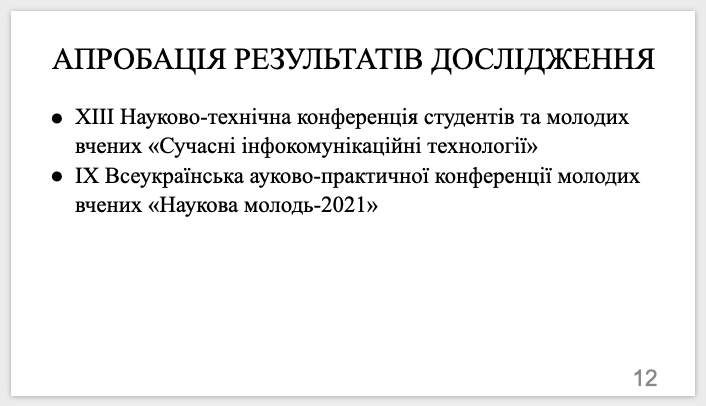 АПРОБАЦІЯ РЕЗУЛЬТАТІВ ДОСЛІДЖЕННЯ
● XIII Науково-технічна конференція студентів та молодих
вчених «Сучасні інфокомунікаційні технології»
● IX Всеукраїнська ауково-практичної конференції молодих
вчених «Наукова молодь-2021»
12